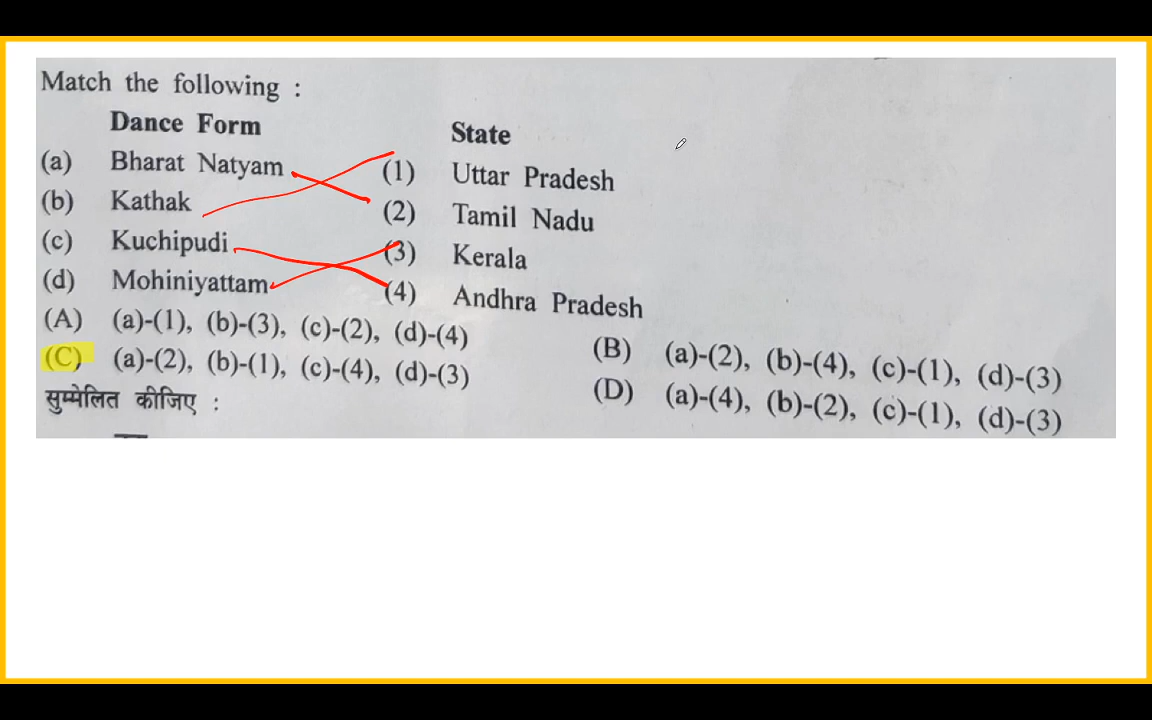 Match the following :
Dance Form State
(a) Bharat Natyam (1) Uttar Pradesh
(b) Kathak (2) Tamil Nadu
(c) Kuchipudi (3) Kerala
(d) Mohiniyattam (4) Andhra Pradesh
(A) (a)-(1), (b)-(3), (c)-(2), (d)-(4)
(B) (a)-(2), (b)-(4), (c)-(1), (d)-(3)
(C) (a)-(2), (b)-(1), (c)-(4), (d)-(3)
(D) (a)-(4), (b)-(2), (c)-(1), (d)-(3)
सुम्मेलित कीजिए :